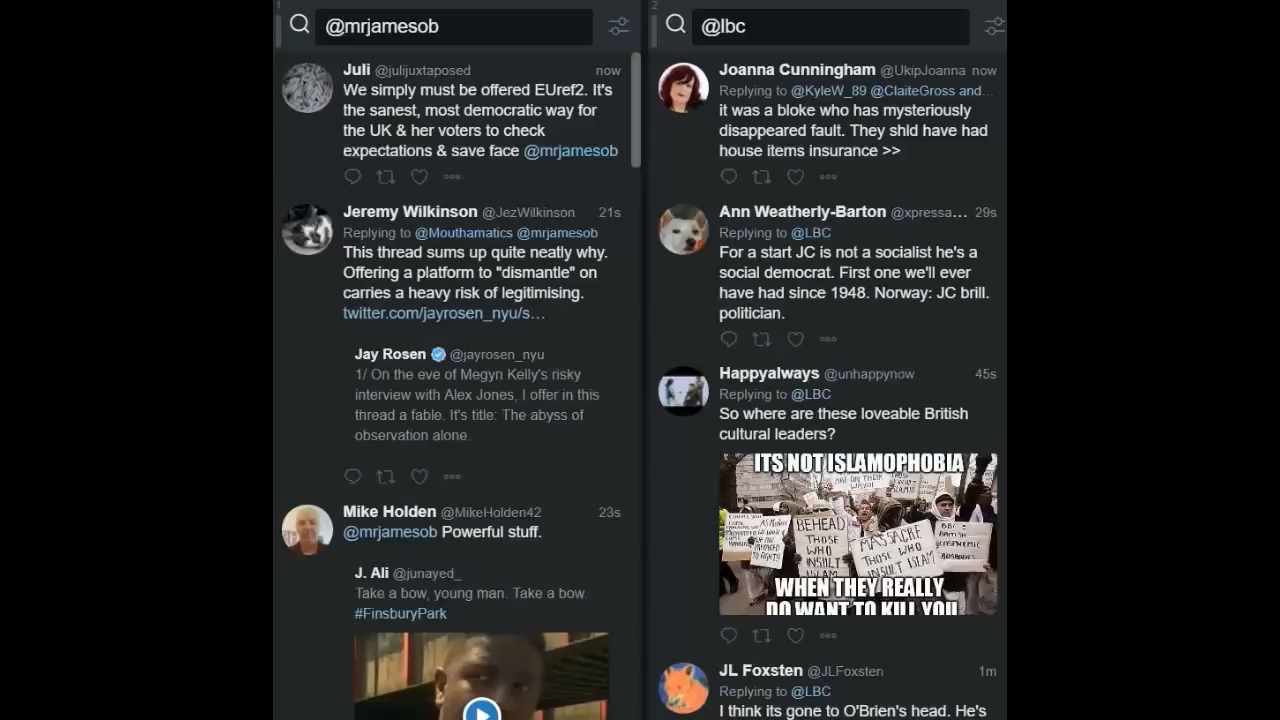 1
@mrjamesob
Juli @julijuxtaposed now
We simply must be offered EUref2. It's
the sanest, most democratic way for
the UK & her voters to check
expectations & save face @mrjamesob
Jeremy Wilkinson @JezWilkinson 21s
Replying to @Mouthamatics @mrjamesob
This thread sums up quite neatly why.
Offering a platform to "dismantle" on
carries a heavy risk of legitimising.
twitter.com/jayrosen_nyu/s…
Jay Rosen @jayrosen_nyu
1/ On the eve of Megyn Kelly's risky
interview with Alex Jones, I offer in this
thread a fable. It's title: The abyss of
observation alone.
Mike Holden @MikeHolden42 23s
@mrjamesob Powerful stuff.
J. Ali @junayed_
Take a bow, young man. Take a bow.
#FinsburyPark
2
@lbc
Joanna Cunningham @UkipJoanna now
Replying to @KyleW_89 @ClaiteGross and…
it was a bloke who has mysteriously
disappeared fault. They shld have had
house items insurance >>
Ann Weatherly-Barton @xpressa… 29s
Replying to @LBC
For a start JC is not a socialist he's a
social democrat. First one we'll ever
have had since 1948. Norway: JC brill.
politician.
Happyalways @unhappynow 45s
Replying to @LBC
So where are these loveable British
cultural leaders?
ITS NOT ISLAMOPHOBIA
BEHEAD
THOSE
WHO
INSULT
ISLAM
MASSACRE
THOSE WHO
INSULT ISLAM
WHEN THEY REALLY
DO WANT TO KILL YOU
JL Foxsten @JLFoxsten 1m
Replying to @LBC
I think its gone to O'Brien's head. He's